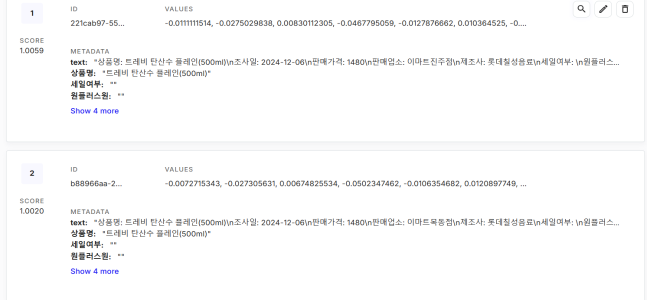 1
ID
VALUES
221cab97-55...
-0.0111111514, -0.0275029838, 0.00830112305, -0.0467795059, -0.0127876662, 0.010364525, -0....
SCORE
1.0059
METADATA
text: "상품명: 트레비 탄산수 플레인(500ml)\n조사일: 2024-12-06\n판매가격: 1480\n판매업소: 이마트진주점\n제조사: 롯데칠성음료\n세일여부: \n원플러스...
상품명: "트레비 탄산수 플레인(500ml)"
세일여부: ""
원플러스원: ""
Show 4 more
2
ID
VALUES
b88966aa-2...
-0.0072715343, -0.027305631, 0.00674825534, -0.0502347462, -0.0106354682, 0.0120897749, ...
SCORE
1.0020
METADATA
text: "상품명: 트레비 탄산수 플레인(500ml)\n조사일: 2024-12-06\n판매가격: 1480\n판매업소: 이마트목동점\n제조사: 롯데칠성음료\n세일여부: \n원플러스...
상품명: "트레비 탄산수 플레인(500ml)"
세일여부: ""
원플러스원: ""
Show 4 more